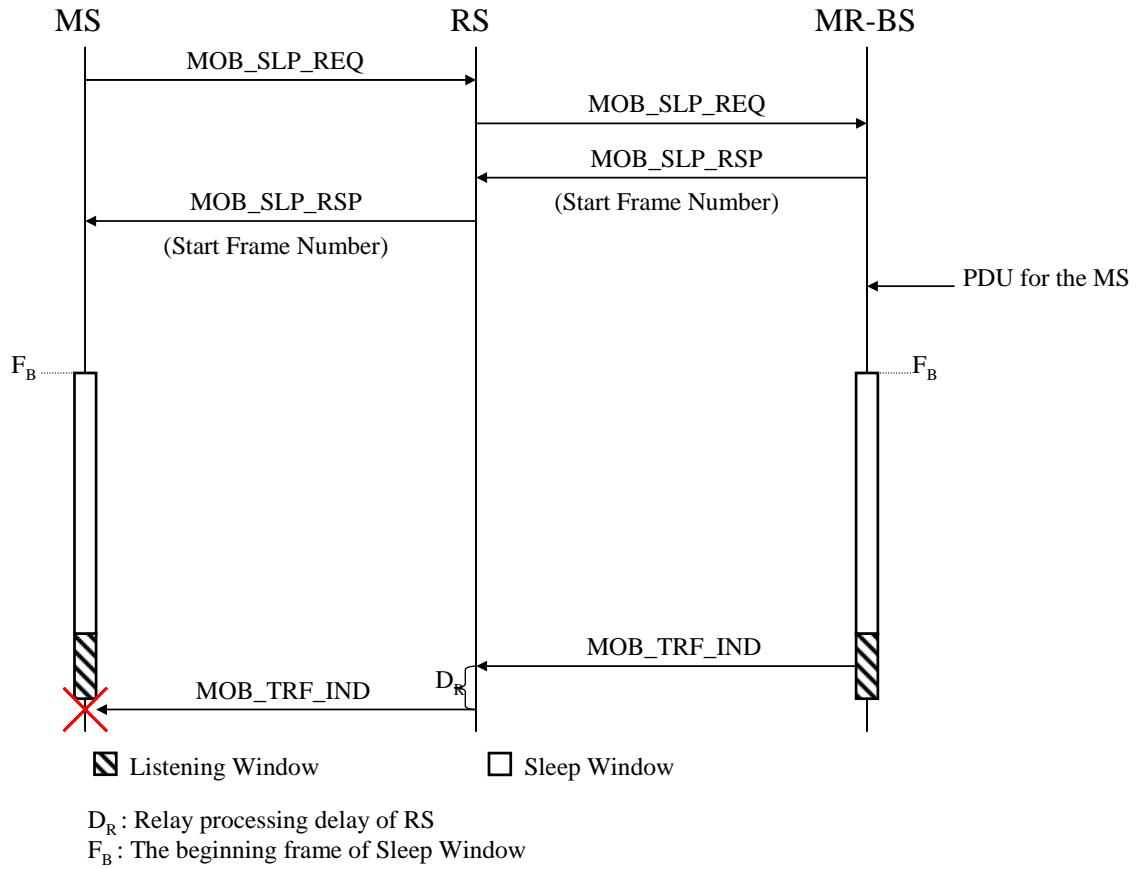 MS RS MR-BS
MOB_SLP_REQ
MOB_SLP_REQ
MOB_SLP_RSP
(Start Frame Number)
MOB_SLP_RSP
(Start Frame Number)
PDU for the MS
F_B F_B
MOB_TRF_IND
D_R
MOB_TRF_IND
Listening Window Sleep Window
D_R : Relay processing delay of RS
F_B : The beginning frame of Sleep Window